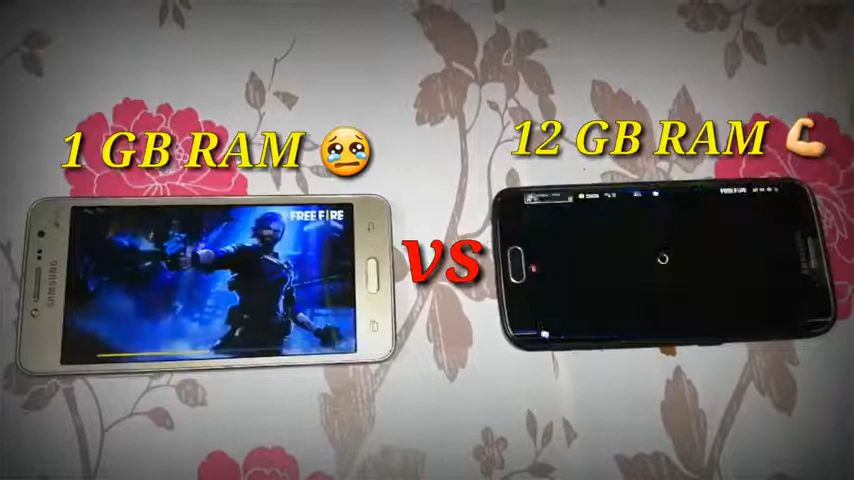 1 GB RAM 😢
12 GB RAM 💪
vs
SAMSUNG
FREE FIRE
FREE FIRE